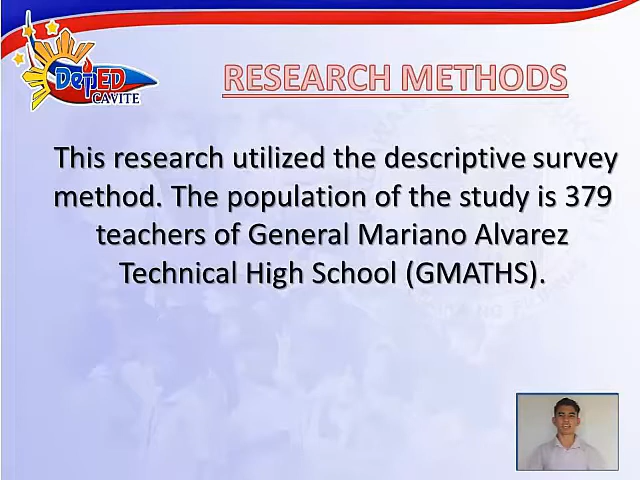 DepED
CAVITE
RESEARCH METHODS
This research utilized the descriptive survey
method. The population of the study is 379
teachers of General Mariano Alvarez
Technical High School (GMATHS).